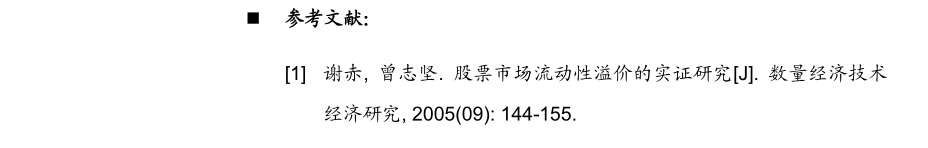 ■ 参考文献:
[1] 谢赤, 曾志坚. 股票市场流动性溢价的实证研究[J]. 数量经济技术
经济研究, 2005(09): 144-155.